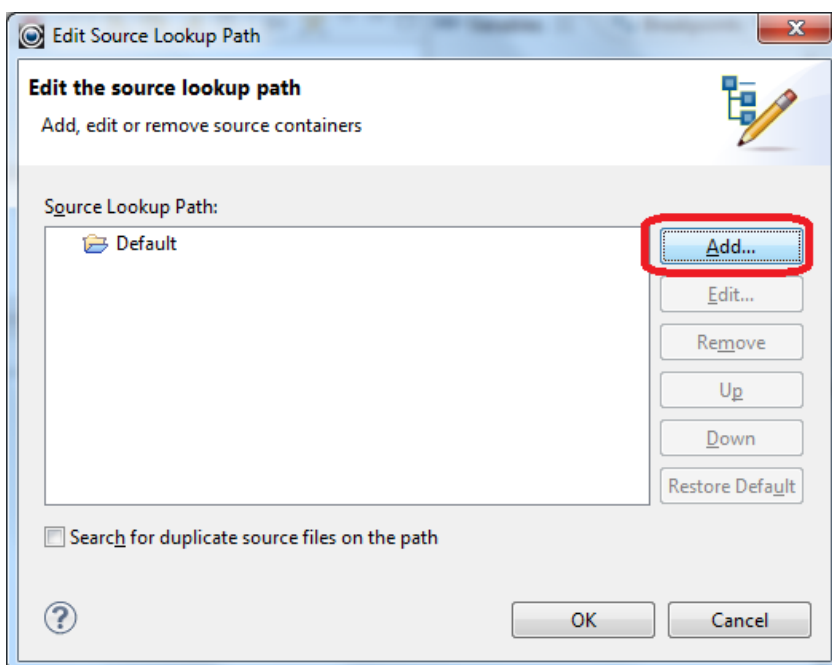 Edit Source Lookup Path
Edit the source lookup path
Add, edit or remove source containers
Source Lookup Path:
Default
Add...
Edit...
Remove
Up
Down
Restore Default
Search for duplicate source files on the path
OK
Cancel